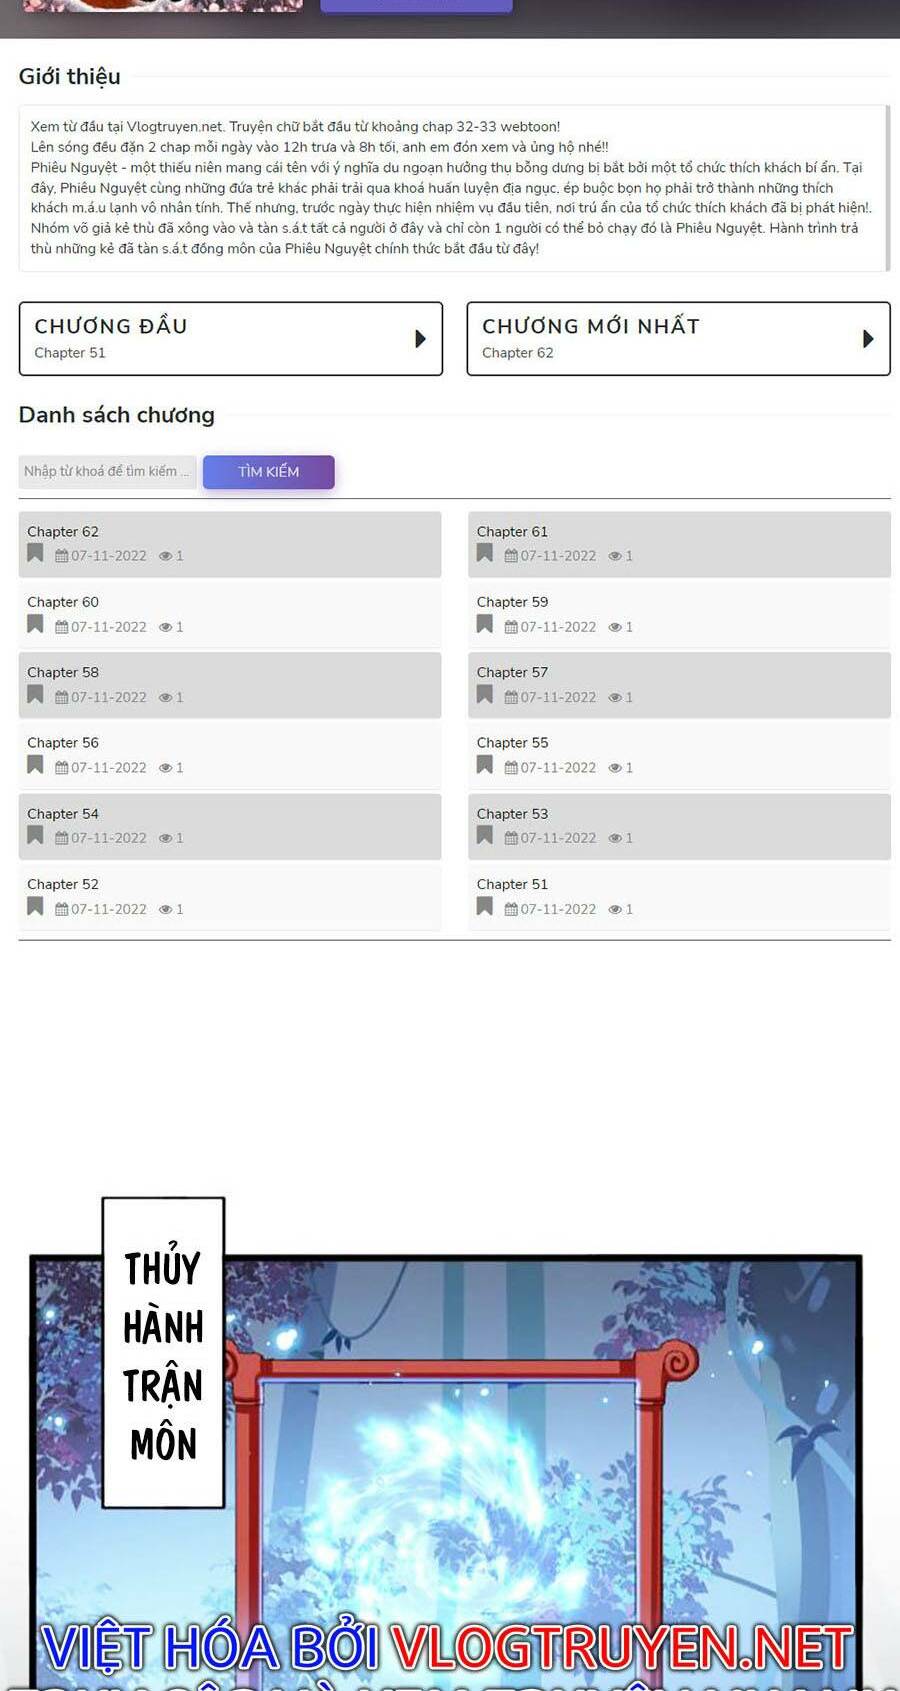 Giới thiệu
Xem từ đầu tại Vlogtruyen.net. Truyện chữ bắt đầu từ khoảng chap 32-33 webtoon!
Lên sóng đều đặn 2 chap mỗi ngày vào 12h trưa và 8h tối, anh em đón xem và ủng hộ nhé!!
Phiêu Nguyệt - một thiếu niên mang cái tên với ý nghĩa du ngoạn hưởng thụ bỗng dưng bị bắt bởi một tổ chức thích khách bí ẩn. Tại
đây, Phiêu Nguyệt cùng những đứa trẻ khác phải trải qua khoá huấn luyện địa ngục, ép buộc bọn họ phải trở thành những thích
khách m.á.u lạnh vô nhân tính. Thế nhưng, trước ngày thực hiện nhiệm vụ đầu tiên, nơi trú ẩn của tổ chức thích khách đã bị phát hiện!.
Nhóm võ giả kẻ thù đã xông vào và tàn s.á.t tất cả người ở đây và chỉ còn 1 người có thể bỏ chạy đó là Phiêu Nguyệt. Hành trình trả
thù những kẻ đã tàn s.á.t đồng môn của Phiêu Nguyệt chính thức bắt đầu từ đây!
CHƯƠNG ĐẦU
Chapter 51
CHƯƠNG MỚI NHẤT
Chapter 62
Danh sách chương
Nhập từ khoá để tìm kiếm ...
TÌM KIẾM
Chapter 62
07-11-2022 1
Chapter 61
07-11-2022 1
Chapter 60
07-11-2022 1
Chapter 59
07-11-2022 1
Chapter 58
07-11-2022 1
Chapter 57
07-11-2022 1
Chapter 56
07-11-2022 1
Chapter 55
07-11-2022 1
Chapter 54
07-11-2022 1
Chapter 53
07-11-2022 1
Chapter 52
07-11-2022 1
Chapter 51
07-11-2022 1
THỦY
HÀNH
TRẬN
MÔN
VIỆT HÓA BỞI VLOGTRUYEN.NET